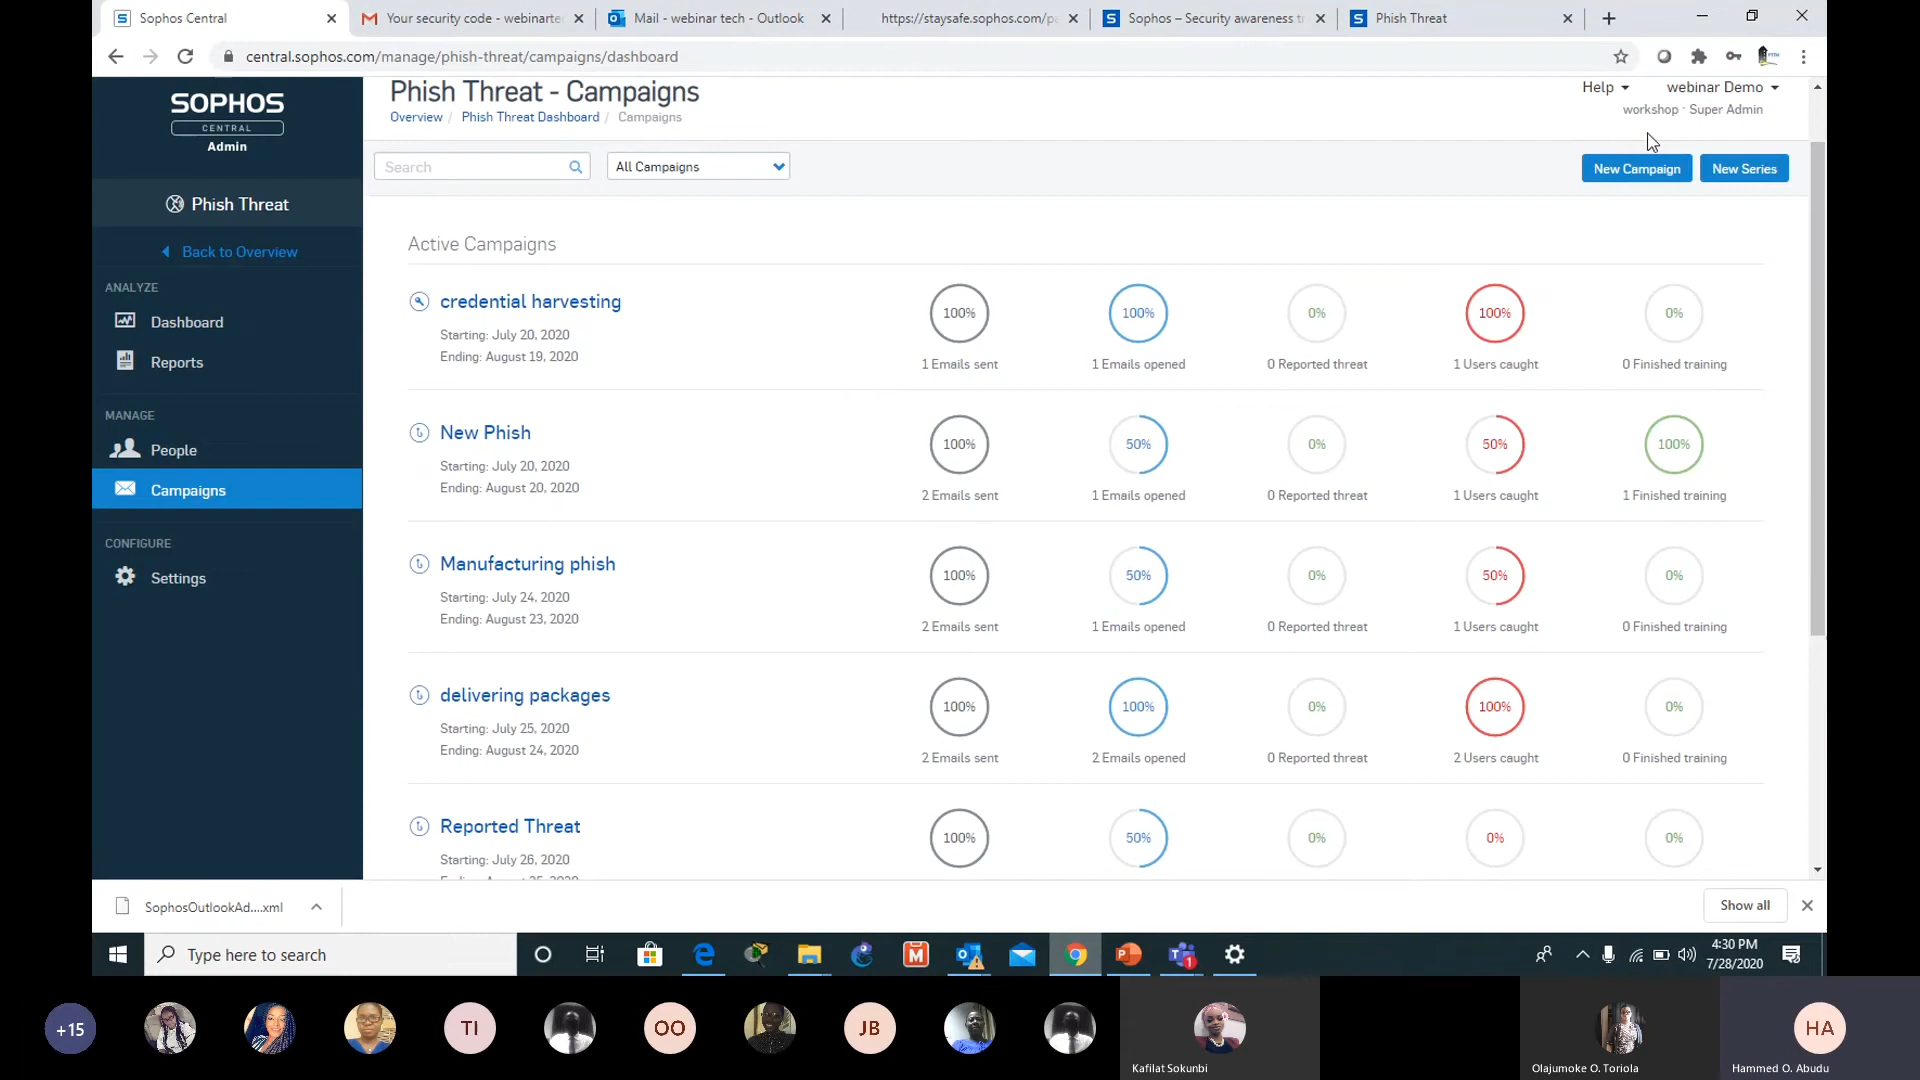 Sophos Central
Your security code - webinarte
Mail - webinar tech - Outlook
https://staysafe.sophos.com/pa
Sophos – Security awareness tr
Phish Threat
central.sophos.com/manage/phish-threat/campaigns/dashboard
SOPHOS
CENTRAL
Admin
Phish Threat
Back to Overview
ANALYZE
Dashboard
Reports
MANAGE
People
Campaigns
CONFIGURE
Settings
Phish Threat - Campaigns
Overview / Phish Threat Dashboard / Campaigns
Help
webinar Demo
workshop · Super Admin
Search
All Campaigns
New Campaign
New Series
Active Campaigns
credential harvesting
Starting: July 20, 2020
Ending: August 19, 2020
100% 100% 0% 100% 0%
1 Emails sent 1 Emails opened 0 Reported threat 1 Users caught 0 Finished training
New Phish
Starting: July 20, 2020
Ending: August 20, 2020
100% 50% 0% 50% 100%
2 Emails sent 1 Emails opened 0 Reported threat 1 Users caught 1 Finished training
Manufacturing phish
Starting: July 24, 2020
Ending: August 23, 2020
100% 50% 0% 50% 0%
2 Emails sent 1 Emails opened 0 Reported threat 1 Users caught 0 Finished training
delivering packages
Starting: July 25, 2020
Ending: August 24, 2020
100% 100% 0% 100% 0%
2 Emails sent 2 Emails opened 0 Reported threat 2 Users caught 0 Finished training
Reported Threat
Starting: July 26, 2020
100% 50% 0% 0% 0%
SophosOutlookAd....xml
Show all
Type here to search
4:30 PM
7/28/2020
+15
TI
OO
JB
HA
Kafilat Sokunbi
Olajumoke O. Toriola
Hammed O. Abudu